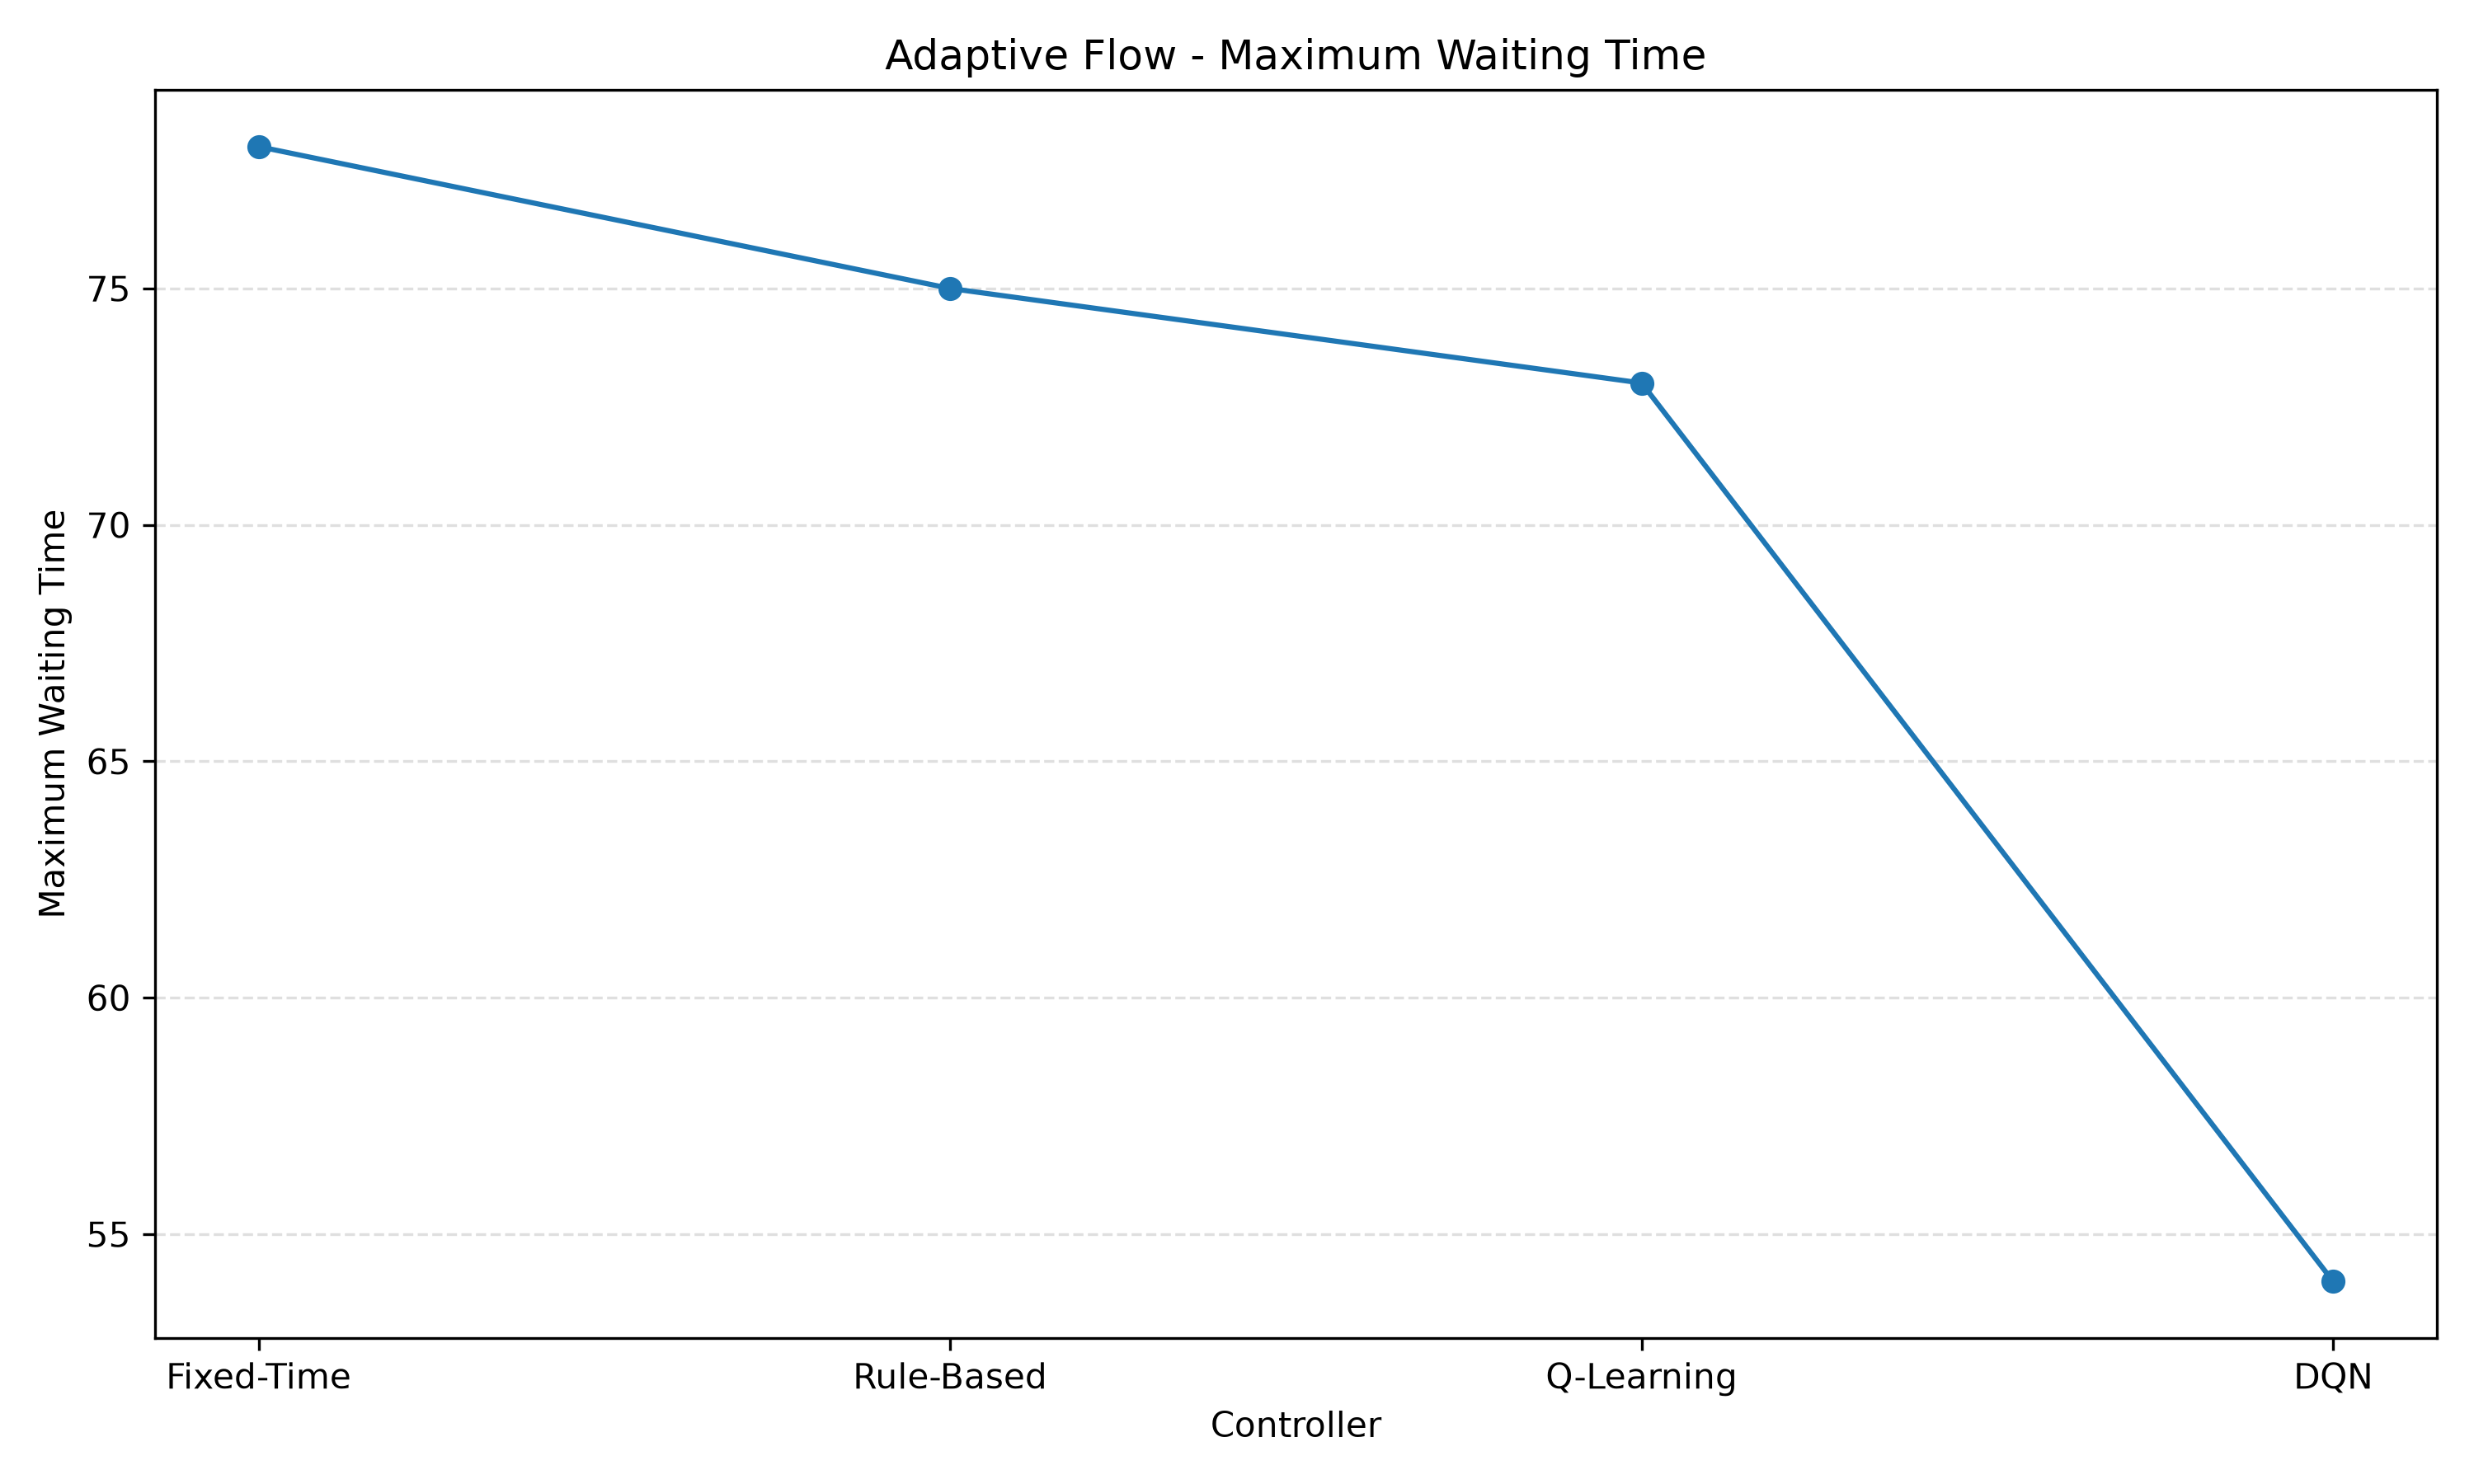 Adaptive Flow - Maximum Waiting Time
Maximum Waiting Time
75
70
65
60
55
Fixed-Time
Rule-Based
Q-Learning
DQN
Controller